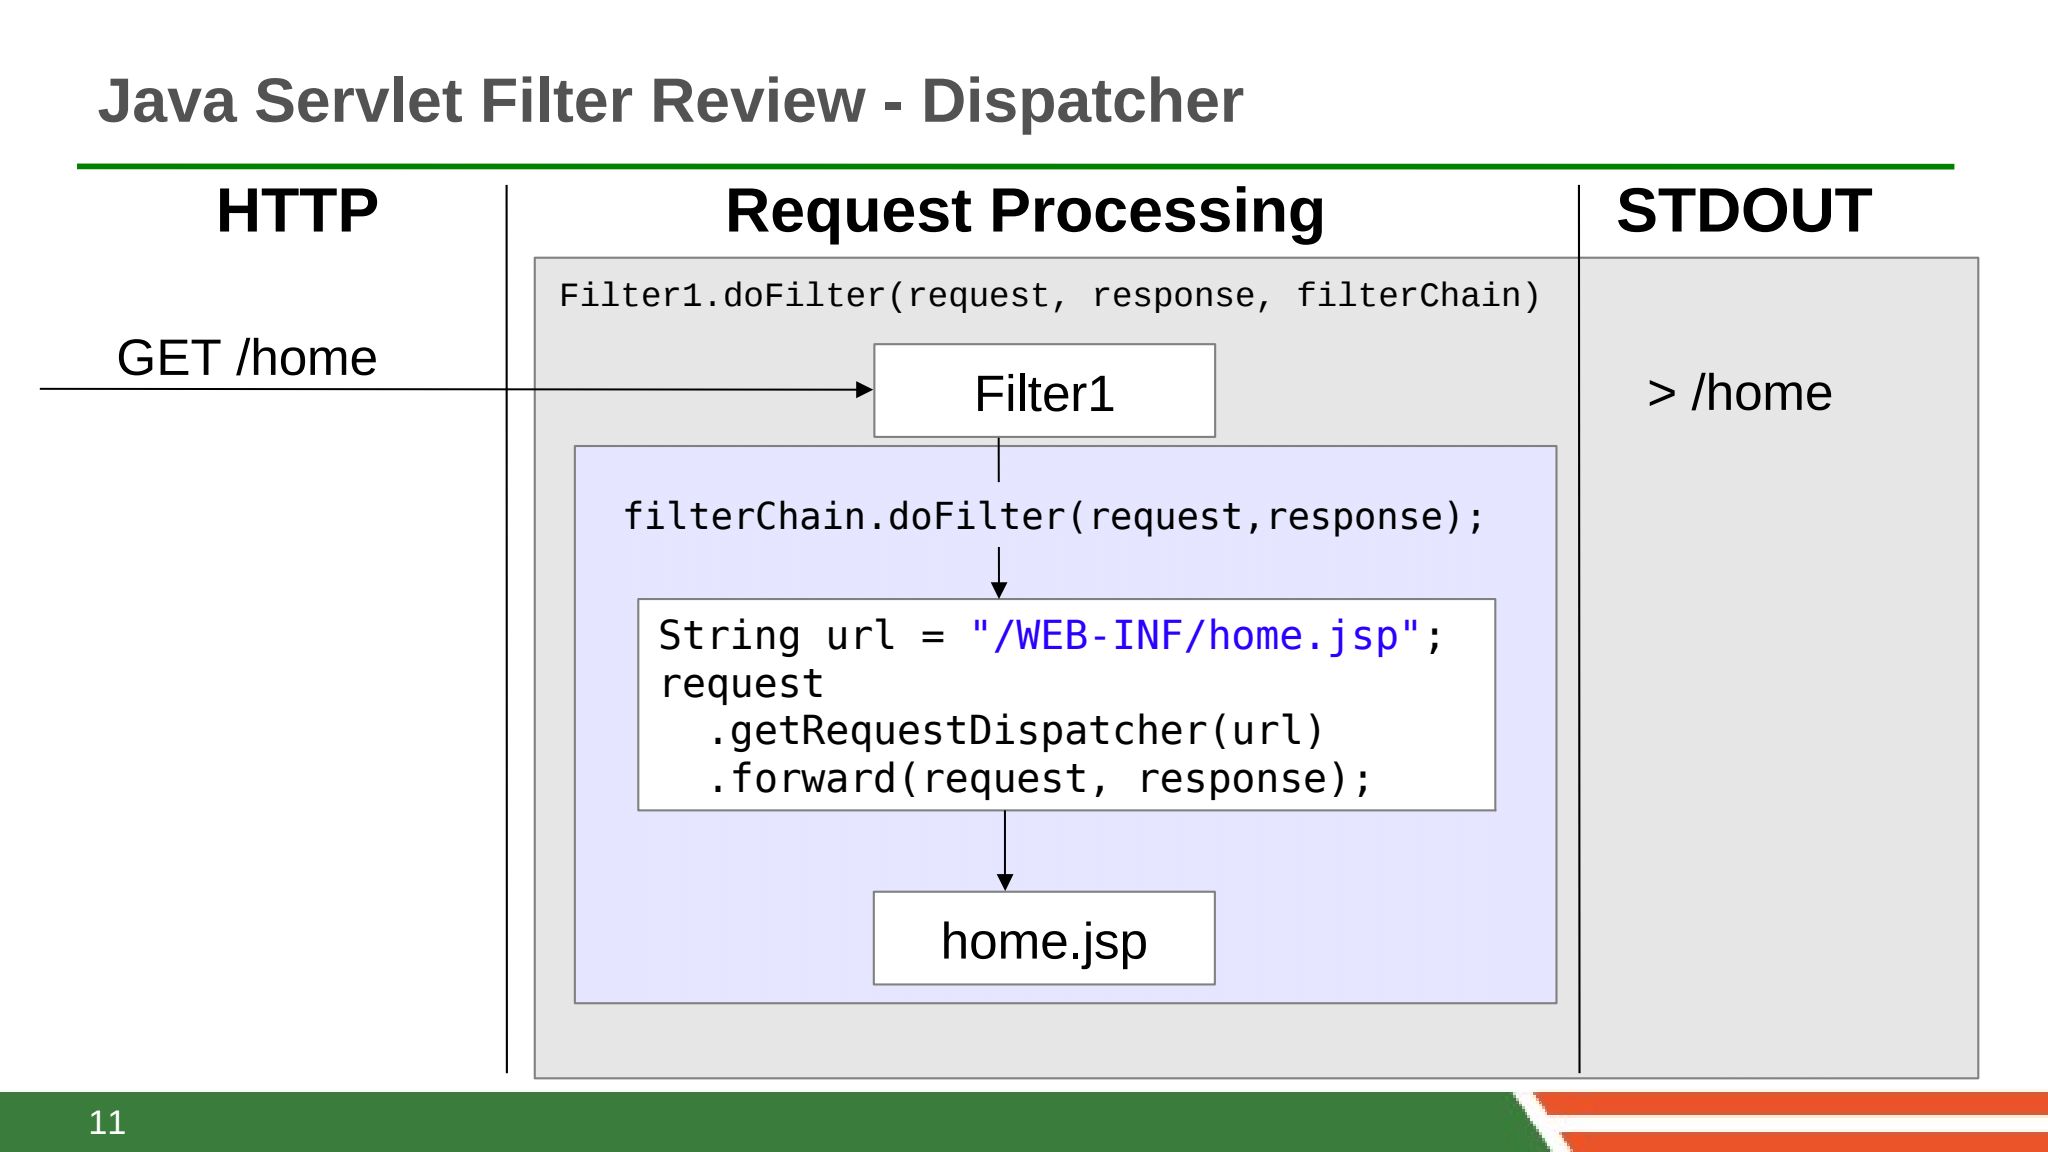 Java Servlet Filter Review - Dispatcher
HTTP
Request Processing
STDOUT
Filter1.doFilter(request, response, filterChain)
GET /home
Filter1
> /home
filterChain.doFilter(request,response);
String url = "/WEB-INF/home.jsp";
request
  .getRequestDispatcher(url)
  .forward(request, response);
home.jsp
11